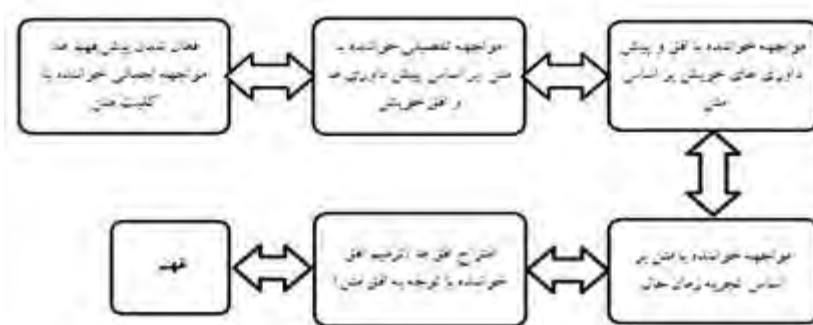 مواجهه خواننده با افق و پیش
داوری های خویش بر اساس
متن
مواجهه تفصیلی خواننده با
متن بر اساس پیش داوری ها
و افق خویش
فعال شدن پیش فهم ها:
مواجهه اجمالی خواننده با
کلیت متن
مواجهه خواننده با متن بر
اساس تجربه زمان حال
امتزاج افق ها (ترمیم افق
خواننده با توجه به افق متن)
فهم